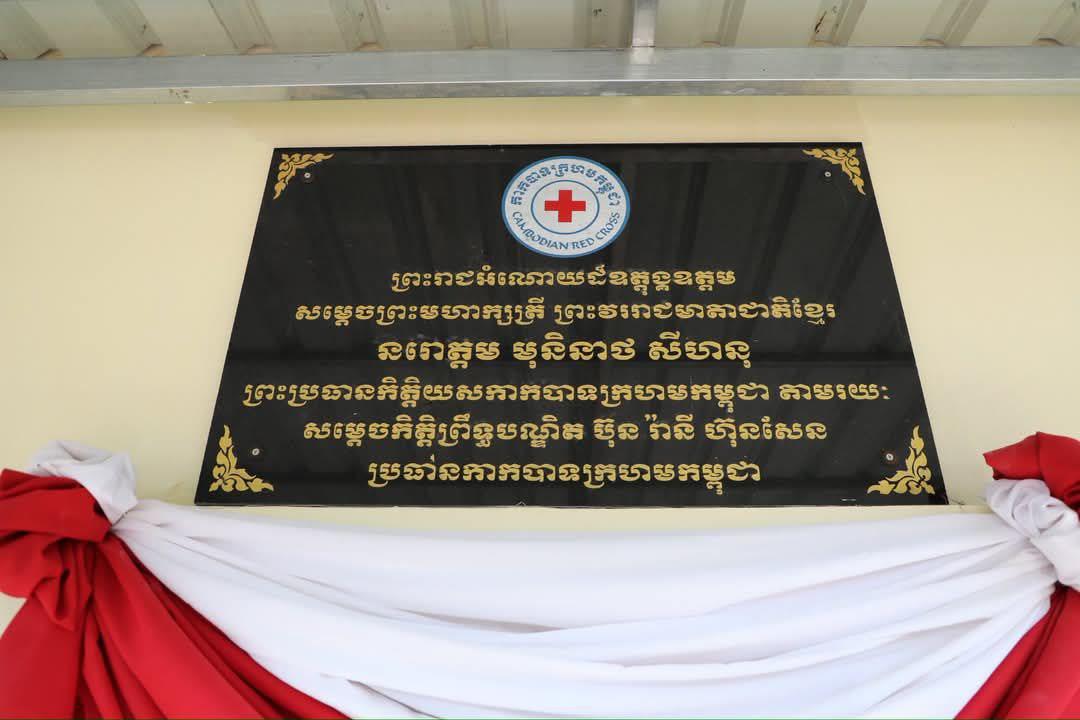 កាកបាទក្រហមកម្ពុជា
CAMBODIAN RED CROSS
ព្រះរាជអំណោយដ៏ឧត្តុង្គឧត្តម
សម្តេចព្រះមហាក្សត្រី ព្រះវររាជមាតាជាតិខ្មែរ
នរោត្តម មុនិនាថ សីហនុ
ព្រះប្រធានកិត្តិយសកាកបាទក្រហមកម្ពុជា តាមរយៈ
សម្តេចកិត្តិព្រឹទ្ធបណ្ឌិត ប៊ុន រ៉ានី ហ៊ុនសែន
ប្រធានកាកបាទក្រហមកម្ពុជា